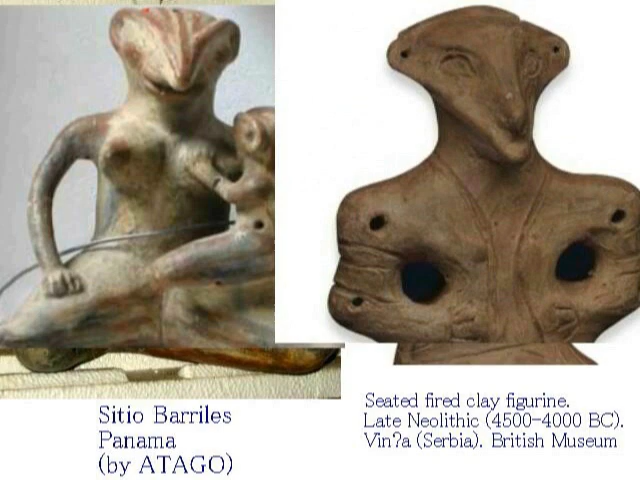 Sitio Barriles
Panama
(by ATAGO)
Seated fired clay figurine.
Late Neolithic (4500-4000 BC).
Vin?a (Serbia). British Museum